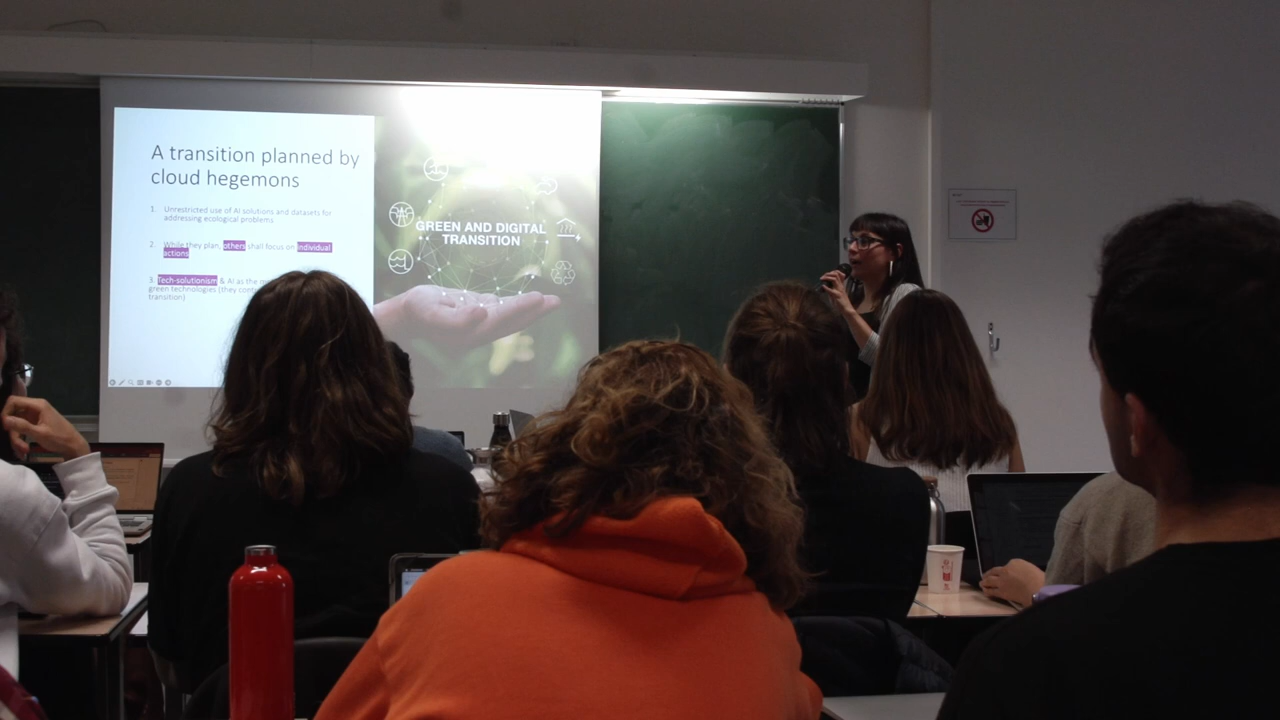 A transition planned by
cloud hegemons
1. Unrestricted use of AI solutions and datasets for
addressing ecological problems
2. While they plan, others shall focus on individual
actions
3. Tech-solutionism & AI as the
green technologies (they
transition)
GREEN AND DIGITAL
TRANSITION